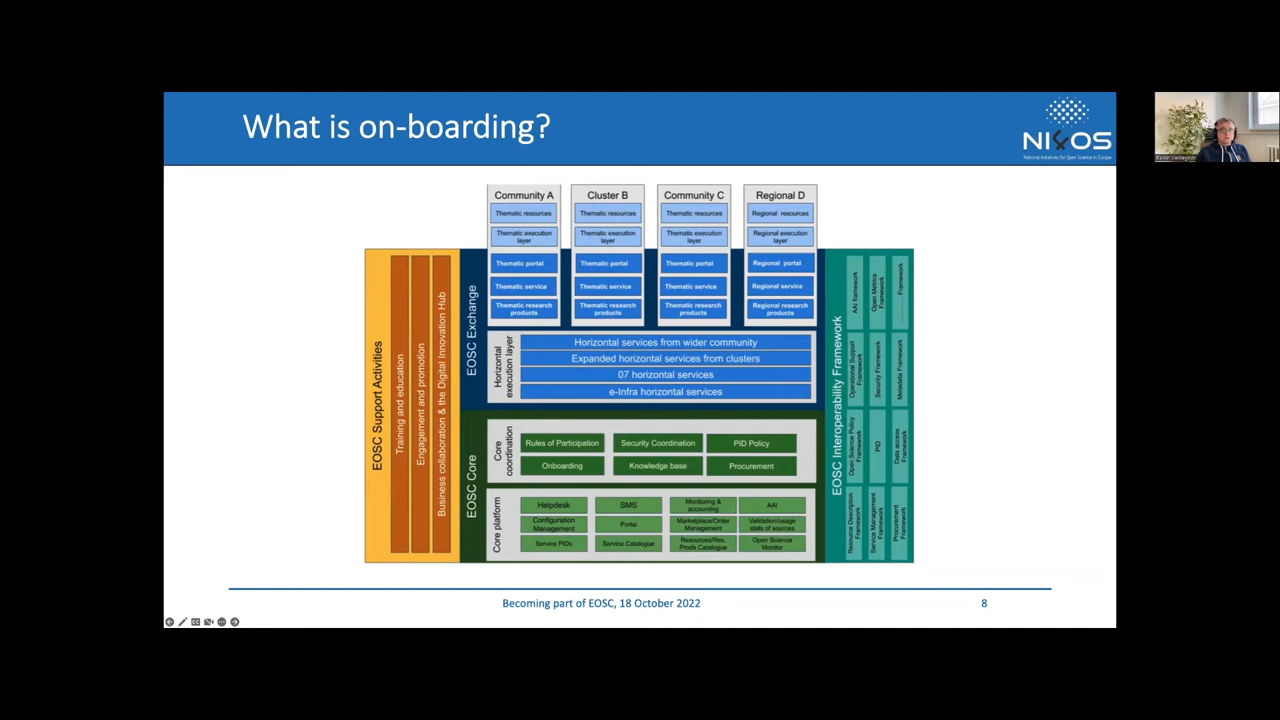 What is on-boarding?
NI4OS
National Initiatives for Open Science in Europe
Community A
Thematic resources
Thematic execution
layer
Thematic portal
Thematic service
Thematic research
products
Cluster B
Thematic resources
Thematic execution
layer
Thematic portal
Thematic service
Thematic research
products
Community C
Thematic resources
Thematic execution
layer
Thematic portal
Thematic service
Thematic research
products
Regional D
Regional resources
Regional execution
layer
Regional portal
Regional service
Regional research
products
EOSC Support Activities
Training and education
Engagement and promotion
Business collaboration & the Digital Innovation Hub
EOSC Exchange
Horizontal
execution layer
Horizontal services from wider community
Expanded horizontal services from clusters
07 horizontal services
e-Infra horizontal services
EOSC Core
Core
coordination
Rules of Participation
Security Coordination
PID Policy
Onboarding
Knowledge base
Procurement
Core platform
Helpdesk
SMS
Monitoring &
accounting
AAI
Configuration
Management
Portal
Marketplace/Order
Management
Validation/usage
stats of sources
Service PIDs
Service Catalogue
Resources/Res.
Prods Catalogue
Open Science
Monitor
EOSC Interoperability Framework
AAI framework
Open Metrics
Framework
Framework
Operational Support
Framework
Security Framework
Metadata Framework
Open Science Policy
Framework
PID
Data access
Framework
Resource Description
Framework
Service Management
Framework
Procurement
Framework
Becoming part of EOSC, 18 October 2022
8